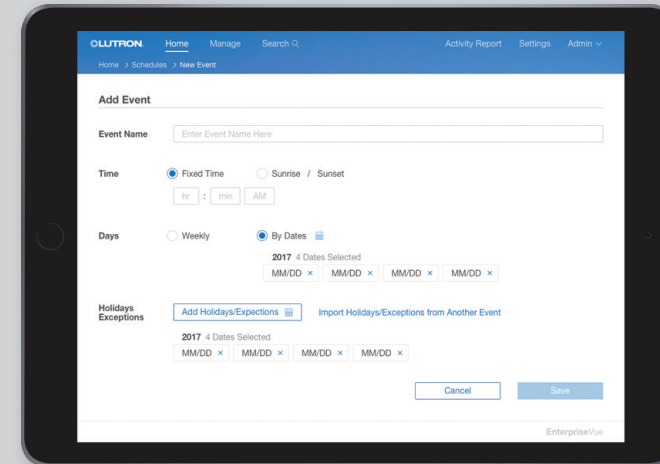 LUTRON Home Manage Search Activity Report Settings Admin
Home > Schedules > New Event
Add Event
Event Name Enter Event Name Here
Time Fixed Time Sunrise / Sunset
hr : min AM
Days Weekly By Dates
2017 4 Dates Selected
MM/DD × MM/DD × MM/DD × MM/DD ×
Holidays
Exceptions
Add Holidays/Expections Import Holidays/Exceptions from Another Event
2017 4 Dates Selected
MM/DD × MM/DD × MM/DD × MM/DD ×
Cancel Save
EnterpriseVue